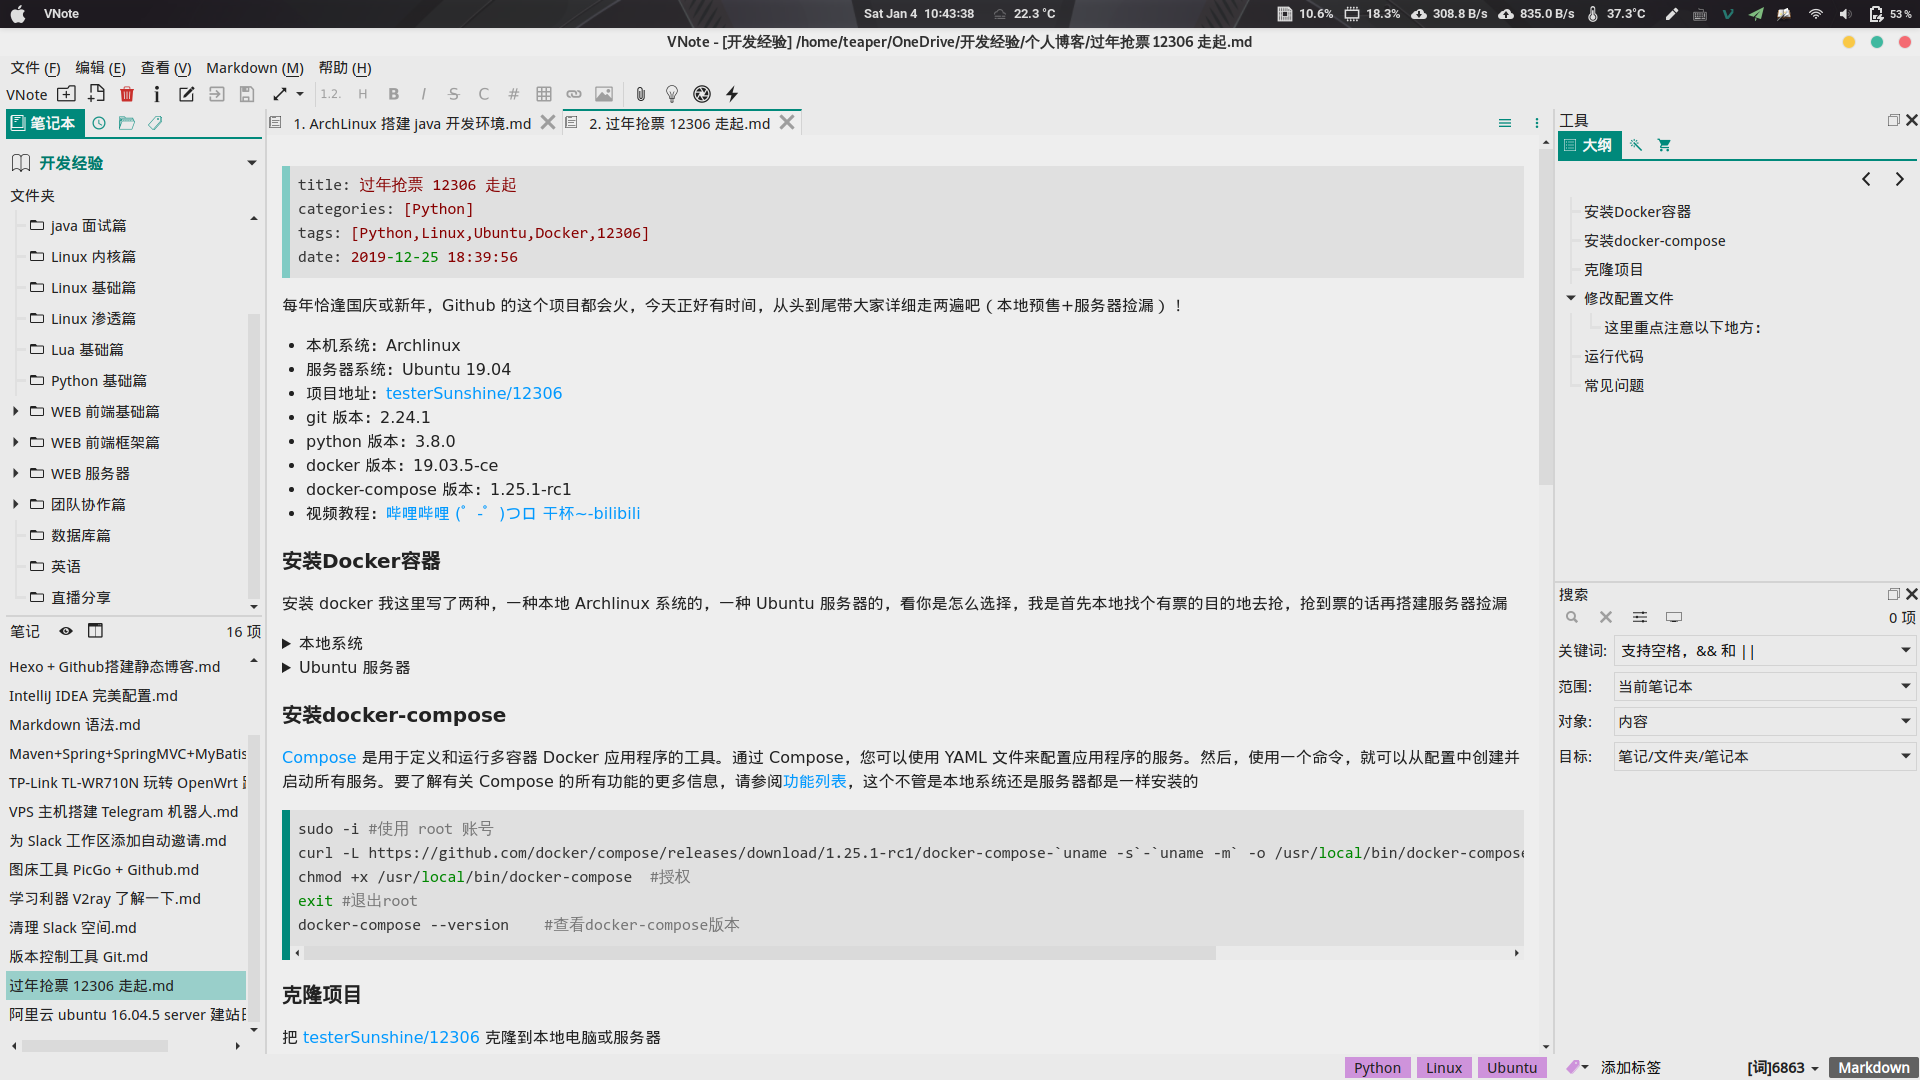 VNote
Sat Jan 4 10:43:38
22.3 °C
10.6%
18.3%
308.8 B/s
835.0 B/s
37.3°C
53 %
VNote - [开发经验] /home/teaper/OneDrive/开发经验/个人博客/过年抢票 12306 走起.md
文件 (F) 编辑 (E) 查看 (V) Markdown (M) 帮助 (H)
VNote
1.2. H B I S C #
笔记本
1. ArchLinux 搭建 java 开发环境.md
2. 过年抢票 12306 走起.md
开发经验
文件夹
java 面试篇
Linux 内核篇
Linux 基础篇
Linux 渗透篇
Lua 基础篇
Python 基础篇
WEB 前端基础篇
WEB 前端框架篇
WEB 服务器
团队协作篇
数据库篇
英语
直播分享
笔记
16 项
Hexo + Github搭建静态博客.md
IntelliJ IDEA 完美配置.md
Markdown 语法.md
Maven+Spring+SpringMVC+MyBatis
TP-Link TL-WR710N 玩转 OpenWrt
VPS 主机搭建 Telegram 机器人.md
为 Slack 工作区添加自动邀请.md
图床工具 PicGo + Github.md
学习利器 V2ray 了解一下.md
清理 Slack 空间.md
版本控制工具 Git.md
过年抢票 12306 走起.md
阿里云 ubuntu 16.04.5 server 建站
title: 过年抢票 12306 走起
categories: [Python]
tags: [Python,Linux,Ubuntu,Docker,12306]
date: 2019-12-25 18:39:56
每年恰逢国庆或新年，Github 的这个项目都会火，今天正好有时间，从头到尾带大家详细走两遍吧（本地预售+服务器捡漏）！
本机系统：Archlinux
服务器系统：Ubuntu 19.04
项目地址：testerSunshine/12306
git 版本：2.24.1
python 版本：3.8.0
docker 版本：19.03.5-ce
docker-compose 版本：1.25.1-rc1
视频教程：哔哩哔哩 (゜-゜)つロ 干杯~-bilibili
安装Docker容器
安装 docker 我这里写了两种，一种本地 Archlinux 系统的，一种 Ubuntu 服务器的，看你是怎么选择，我是首先本地找个有票的目的地去抢，抢到票的话再搭建服务器捡漏
本地系统
Ubuntu 服务器
安装docker-compose
Compose 是用于定义和运行多容器 Docker 应用程序的工具。通过 Compose，您可以使用 YAML 文件来配置应用程序的服务。然后，使用一个命令，就可以从配置中创建并
启动所有服务。要了解有关 Compose 的所有功能的更多信息，请参阅功能列表，这个不管是本地系统还是服务器都是一样安装的
sudo -i #使用 root 账号
curl -L https://github.com/docker/compose/releases/download/1.25.1-rc1/docker-compose-`uname -s`-`uname -m` -o /usr/local/bin/docker-compose
chmod +x /usr/local/bin/docker-compose  #授权
exit #退出root
docker-compose --version    #查看docker-compose版本
克隆项目
把 testerSunshine/12306 克隆到本地电脑或服务器
工具
大纲
安装Docker容器
安装docker-compose
克隆项目
修改配置文件
这里重点注意以下地方：
运行代码
常见问题
搜索
0 项
关键词: 支持空格，&& 和 ||
范围: 当前笔记本
对象: 内容
目标: 笔记/文件夹/笔记本
Python Linux Ubuntu 添加标签 [词]6863 Markdown